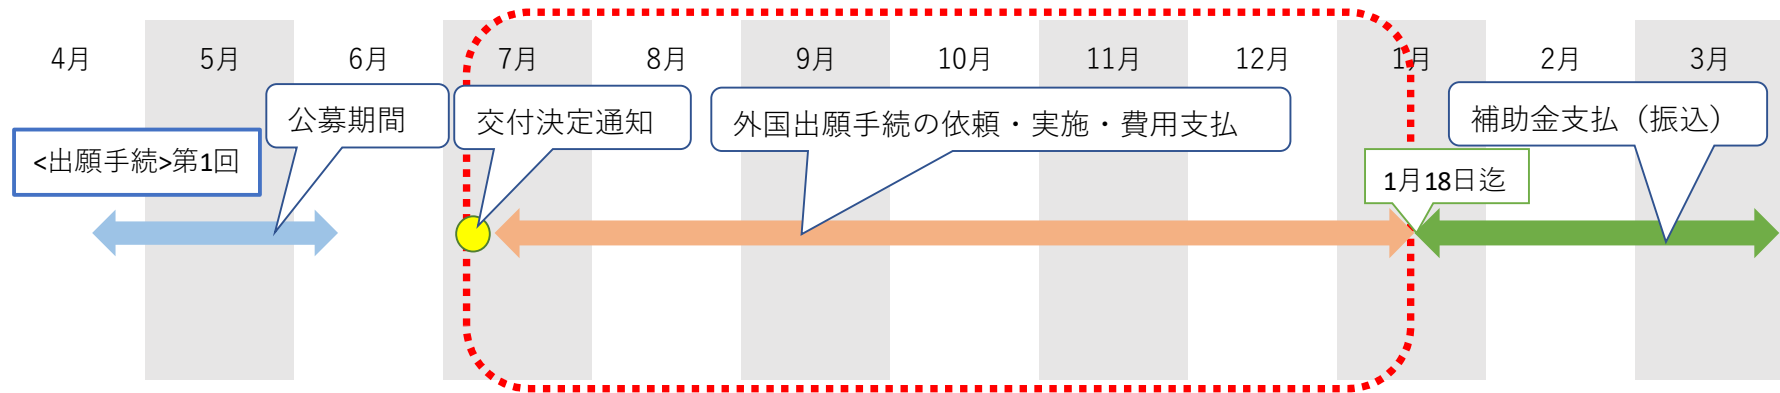 4月
5月
6月
7月
8月
9月
10月
11月
12月
1月
2月
3月
公募期間
交付決定通知
外国出願手続の依頼・実施・費用支払
補助金支払（振込）
<出願手続>第1回
1月18日迄